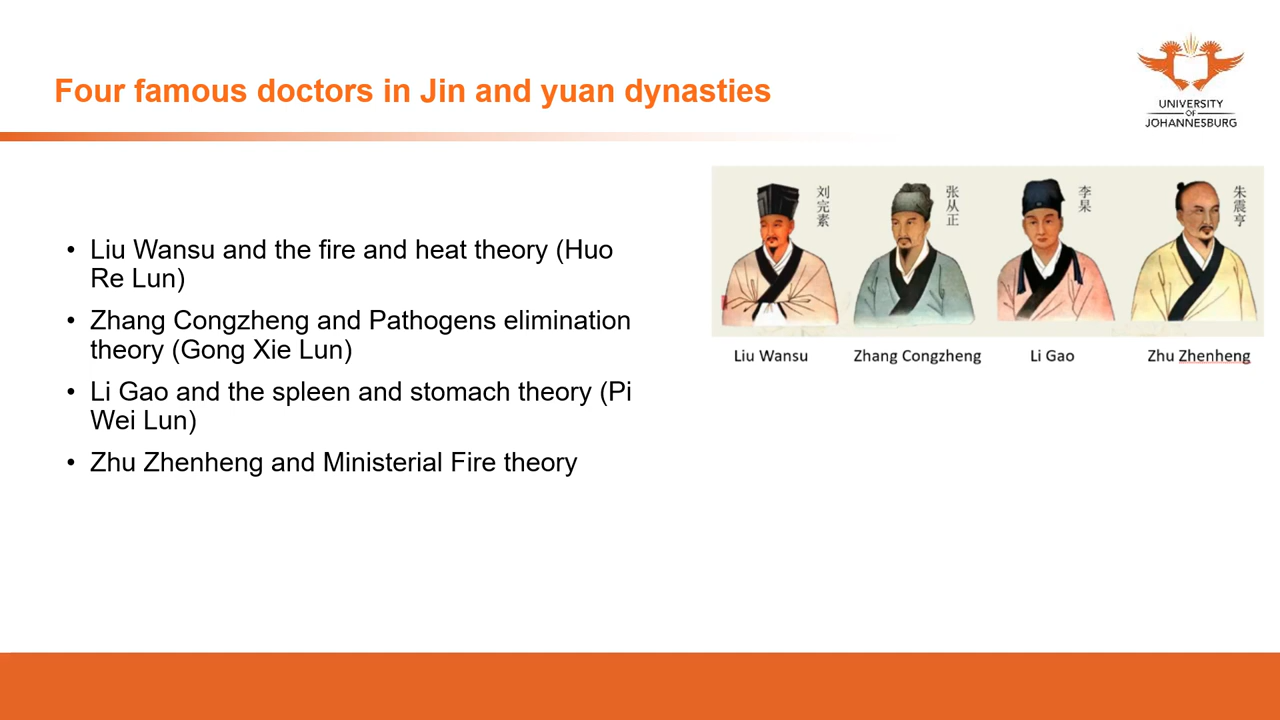 Four famous doctors in Jin and yuan dynasties
UNIVERSITY
OF
JOHANNESBURG
• Liu Wansu and the fire and heat theory (Huo
Re Lun)
• Zhang Congzheng and Pathogens elimination
theory (Gong Xie Lun)
• Li Gao and the spleen and stomach theory (Pi
Wei Lun)
• Zhu Zhenheng and Ministerial Fire theory
刘完素
张从正
李杲
朱震亨
Liu Wansu
Zhang Congzheng
Li Gao
Zhu Zhenheng